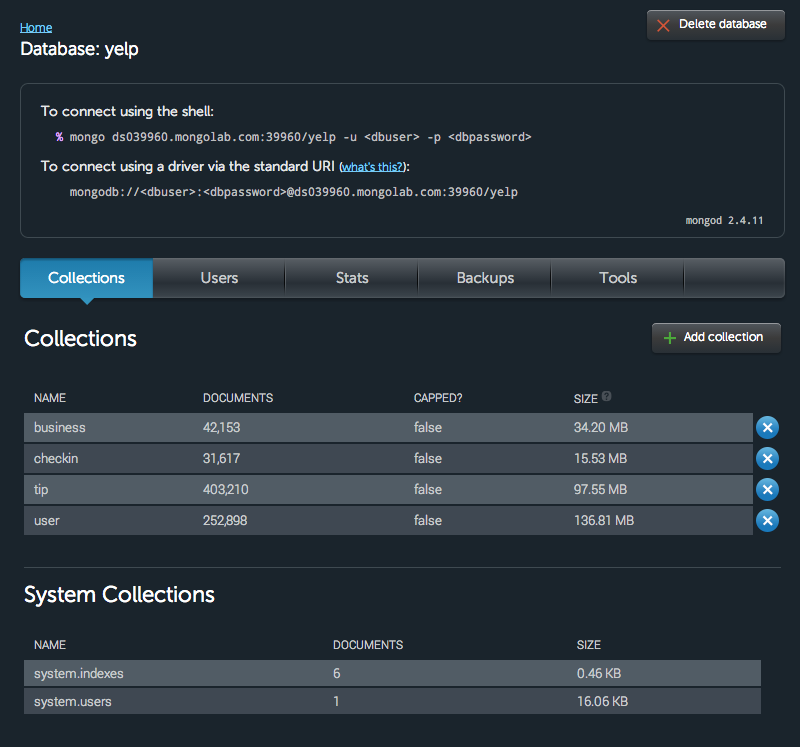 Home
Delete database
Database: yelp
To connect using the shell:
% mongo ds039960.mongolab.com:39960/yelp -u <dbuser> -p <dbpassword>
To connect using a driver via the standard URI (what's this?):
mongodb://<dbuser>:<dbpassword>@ds039960.mongolab.com:39960/yelp
mongod 2.4.11
Collections Users Stats Backups Tools
Collections
+ Add collection
NAME DOCUMENTS CAPPED? SIZE ?
business 42,153 false 34.20 MB
checkin 31,617 false 15.53 MB
tip 403,210 false 97.55 MB
user 252,898 false 136.81 MB
System Collections
NAME DOCUMENTS SIZE
system.indexes 6 0.46 KB
system.users 1 16.06 KB